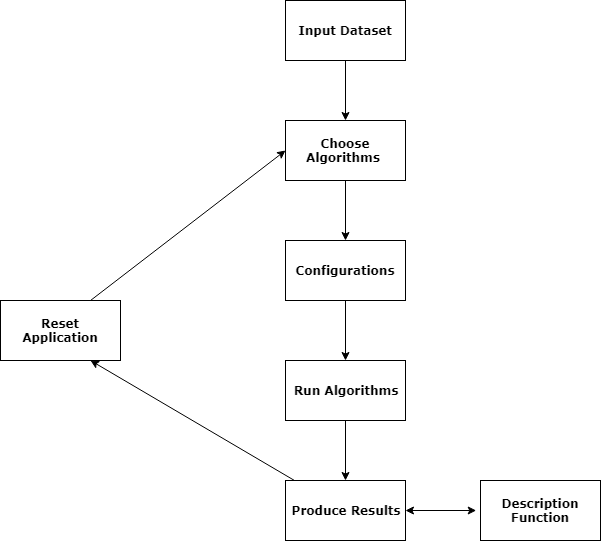 Input Dataset
Choose
Algorithms
Configurations
Reset
Application
Run Algorithms
Produce Results
Description
Function